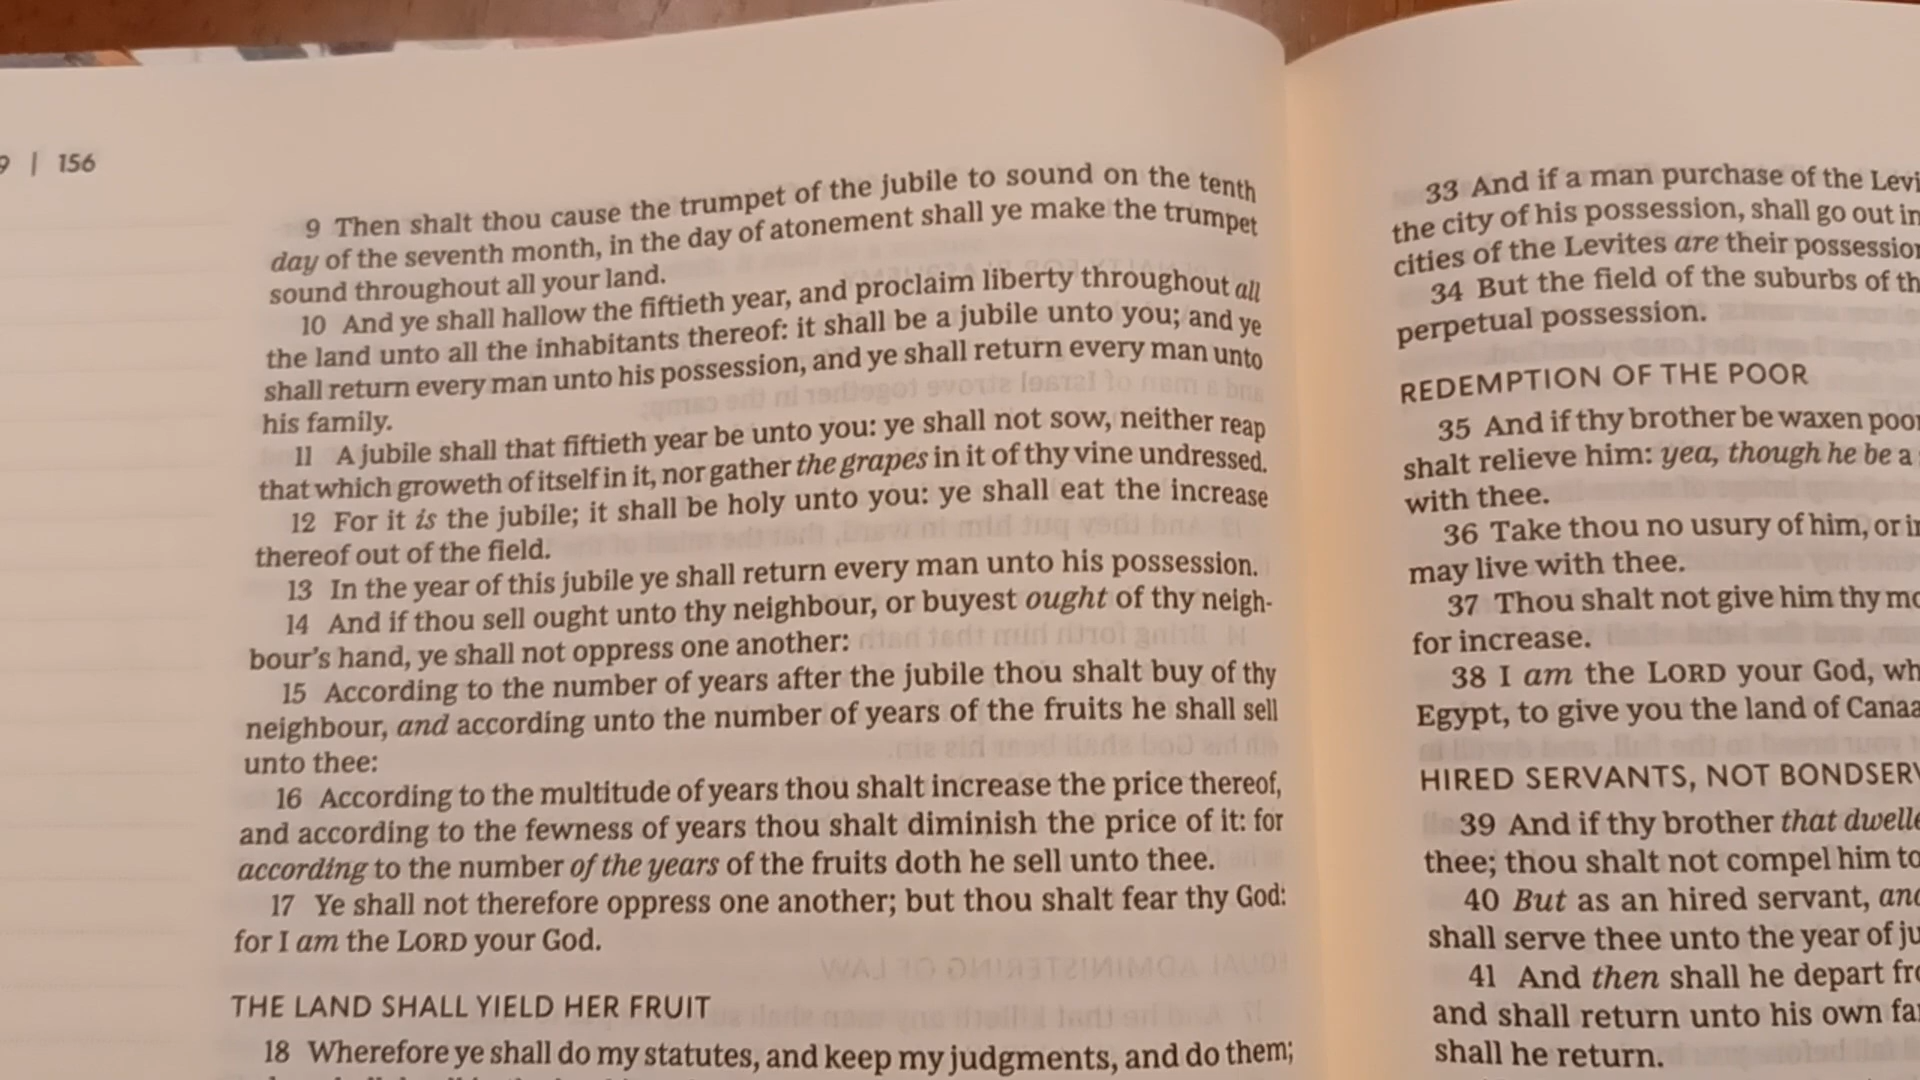 9 | 156
9 Then shalt thou cause the trumpet of the jubile to sound on the tenth
day of the seventh month, in the day of atonement shall ye make the trumpet
sound throughout all your land.
10 And ye shall hallow the fiftieth year, and proclaim liberty throughout all
the land unto all the inhabitants thereof: it shall be a jubile unto you; and ye
shall return every man unto his possession, and ye shall return every man unto
his family.
11 A jubile shall that fiftieth year be unto you: ye shall not sow, neither reap
that which groweth of itself in it, nor gather the grapes in it of thy vine undressed.
12 For it is the jubile; it shall be holy unto you: ye shall eat the increase
thereof out of the field.
13 In the year of this jubile ye shall return every man unto his possession.
14 And if thou sell ought unto thy neighbour, or buyest ought of thy neigh-
bour's hand, ye shall not oppress one another:
15 According to the number of years after the jubile thou shalt buy of thy
neighbour, and according unto the number of years of the fruits he shall sell
unto thee:
16 According to the multitude of years thou shalt increase the price thereof,
and according to the fewness of years thou shalt diminish the price of it: for
according to the number of the years of the fruits doth he sell unto thee.
17 Ye shall not therefore oppress one another; but thou shalt fear thy God:
for I am the LORD your God.
THE LAND SHALL YIELD HER FRUIT
18 Wherefore ye shall do my statutes, and keep my judgments, and do them;
33 And if a man purchase of the Levi
the city of his possession, shall go out in
cities of the Levites are their possession
34 But the field of the suburbs of th
perpetual possession.
REDEMPTION OF THE POOR
35 And if thy brother be waxen poor
shalt relieve him: yea, though he be a
with thee.
36 Take thou no usury of him, or in
may live with thee.
37 Thou shalt not give him thy mo
for increase.
38 I am the LORD your God, wh
Egypt, to give you the land of Canaa
HIRED SERVANTS, NOT BONDSERV
39 And if thy brother that dwelle
thee; thou shalt not compel him to
40 But as an hired servant, and
shall serve thee unto the year of ju
41 And then shall he depart fro
and shall return unto his own fa
shall he return.